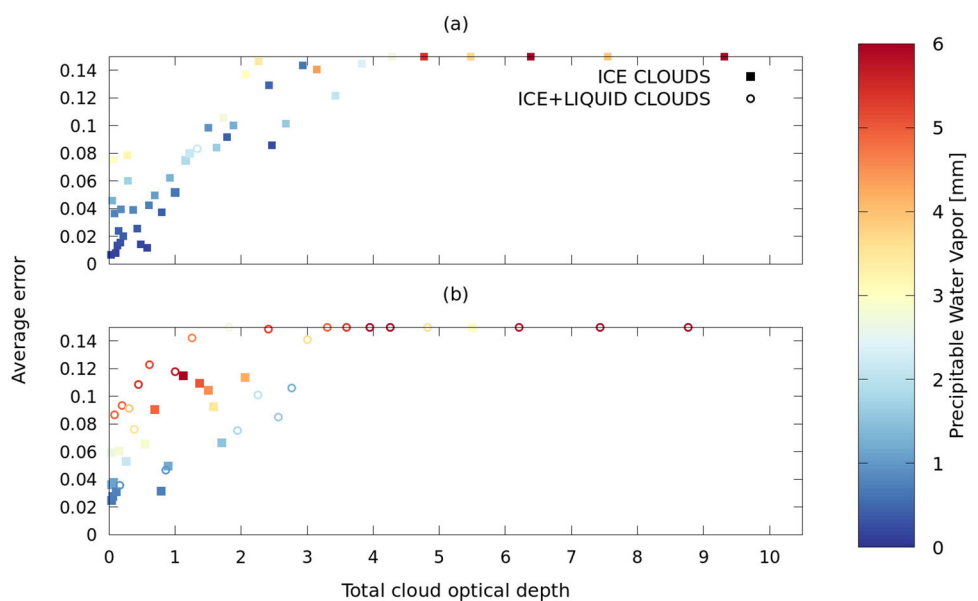 (a)
0.14
0.12
0.1
0.08
0.06
0.04
0.02
0
ICE CLOUDS
ICE+LIQUID CLOUDS
(b)
0.14
0.12
0.1
0.08
0.06
0.04
0.02
0
0 1 2 3 4 5 6 7 8 9 10
Total cloud optical depth
Average error
6
5
4
3
2
1
0
Precipitable Water Vapor [mm]